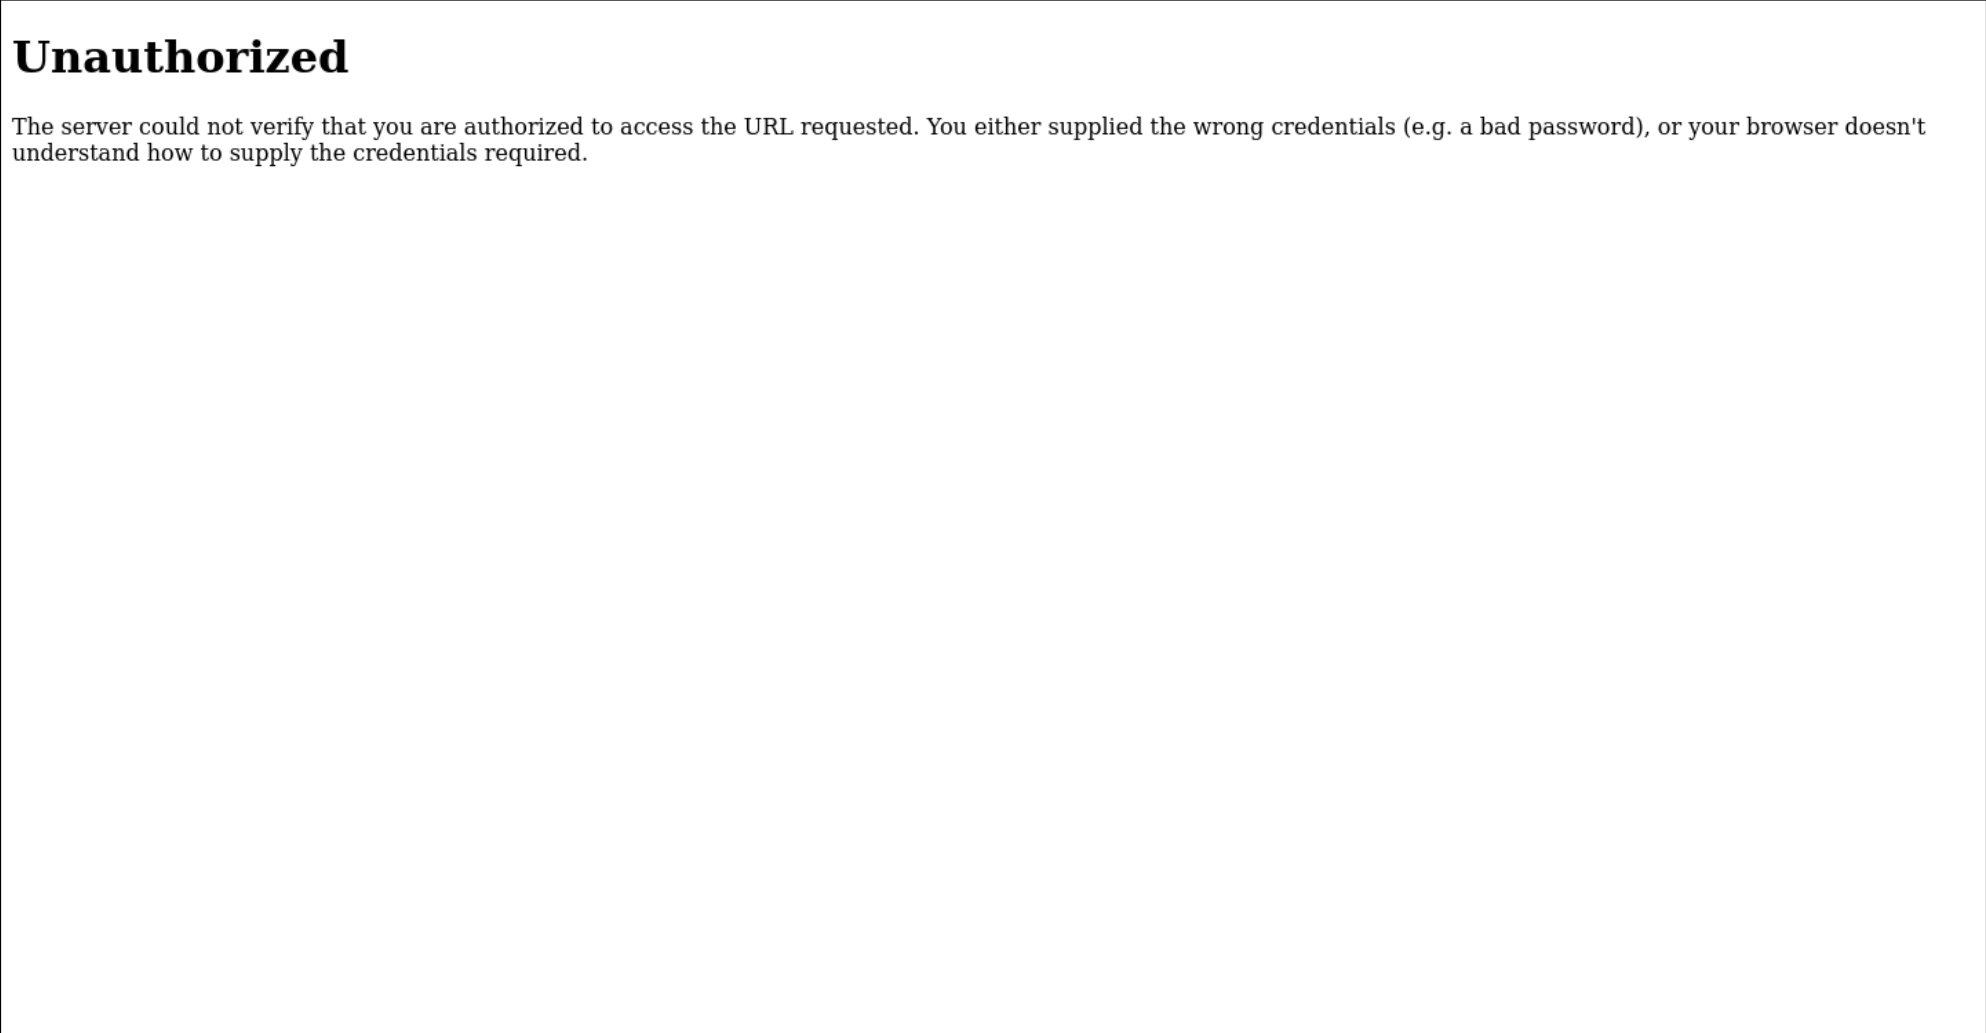 Unauthorized
The server could not verify that you are authorized to access the URL requested. You either supplied the wrong credentials (e.g. a bad password), or your browser doesn't
understand how to supply the credentials required.